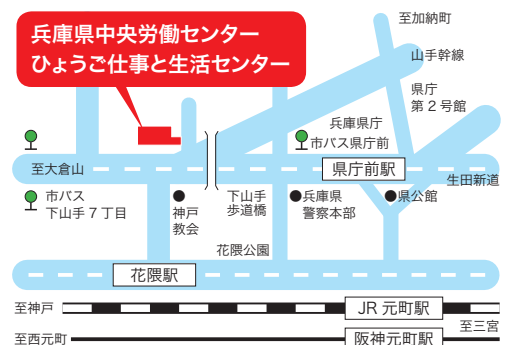 兵庫県中央労働センター
ひょうご仕事と生活センター
至加納町
山手幹線
県庁
第2号館
兵庫県庁
市バス県庁前
至大倉山
県庁前駅
生田新道
市バス
下山手7丁目
神戸
教会
下山手
歩道橋
兵庫県
警察本部
県公館
花隈公園
花隈駅
至神戸
JR 元町駅
至三宮
至西元町
阪神元町駅